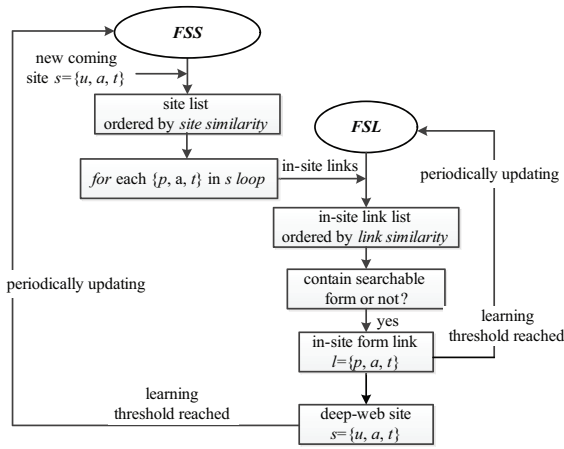 FSS
new coming
site s={u, a, t}
site list
ordered by site similarity
FSL
for each {p, a, t} in s loop
in-site links
periodically updating
in-site link list
ordered by link similarity
periodically updating
contain searchable
form or not?
yes
learning
threshold reached
in-site form link
l={p, a, t}
learning
threshold reached
deep-web site
s={u, a, t}